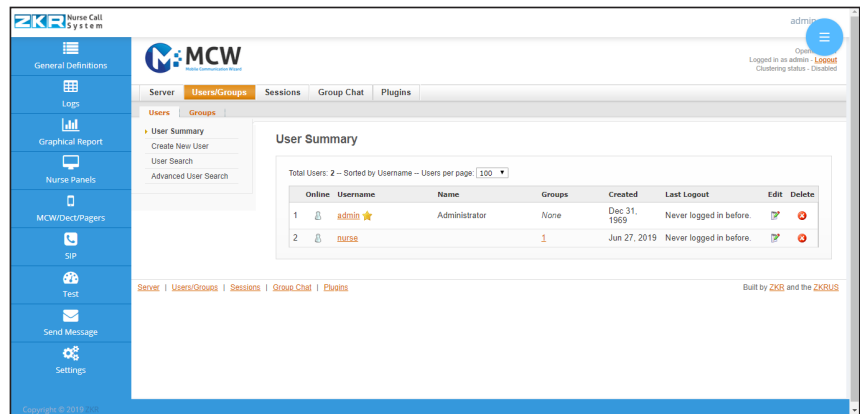 ZKR Nurse Call System
admin
General Definitions
Logs
Graphical Report
Nurse Panels
MCW/Dect/Pagers
SIP
Test
Send Message
Settings
Copyright © 2019
MCW
Public Communication Wizard
Logged in as admin - Logout
Clustering status - Disabled
Server Users/Groups Sessions Group Chat Plugins
Users Groups
User Summary
Create New User
User Search
Advanced User Search
User Summary
Total Users: 2 -- Sorted by Username -- Users per page: 100
Online Username Name Groups Created Last Logout Edit Delete
1 admin Administrator None Dec 31, 1969 Never logged in before.
2 nurse 1 Jun 27, 2019 Never logged in before.
Server | Users/Groups | Sessions | Group Chat | Plugins
Built by ZKR and the ZKRUS